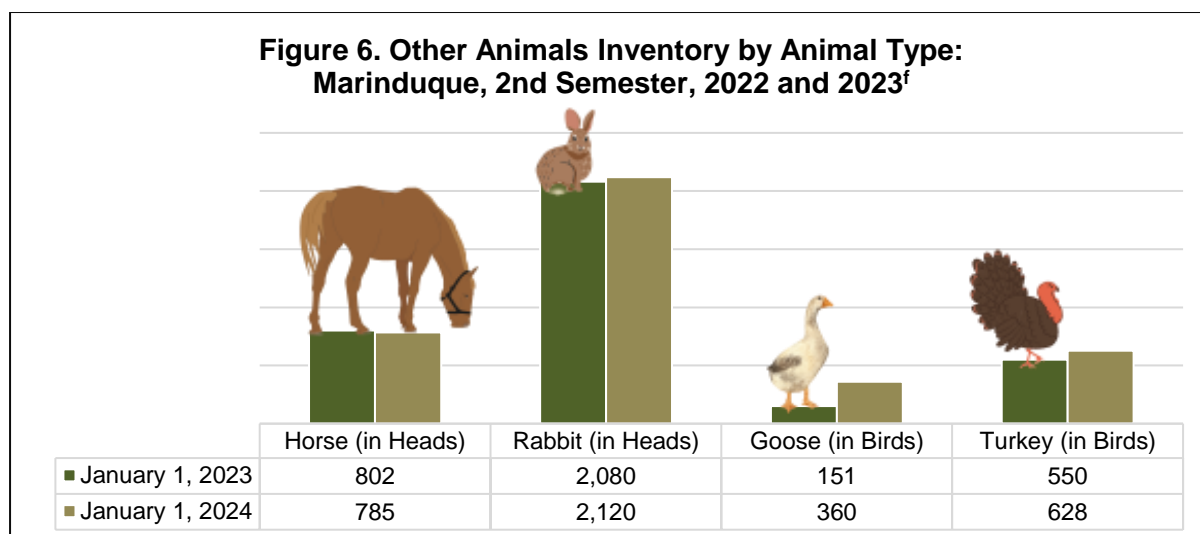 Figure 6. Other Animals Inventory by Animal Type:
Marinduque, 2nd Semester, 2022 and 2023f
Horse (in Heads) Rabbit (in Heads) Goose (in Birds) Turkey (in Birds)
January 1, 2023 802 2,080 151 550
January 1, 2024 785 2,120 360 628